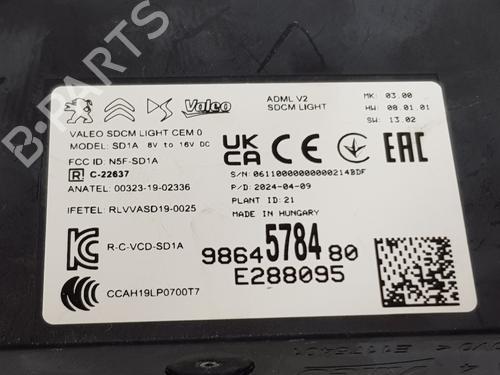 B-PARTS
Valeo
ADML V2
SDCM LIGHT
MK: 03.00
HW: 08.01.01
SW: 13.02
VALEO SDCM LIGHT CEM 0
MODEL: SD1A 8V to 16V DC
FCC ID: N5F-SD1A
R C-22637
ANATEL: 00323-19-02336
IFETEL: RLVVASD19-0025
R-C-VCD-SD1A
CCAH19LP0700T7
UK
CA
CE
EAC
S/N: 0611000000000000214BDF
P/D: 2024-04-09
PLANT ID: 21
MADE IN HUNGARY
9864578480
E288095